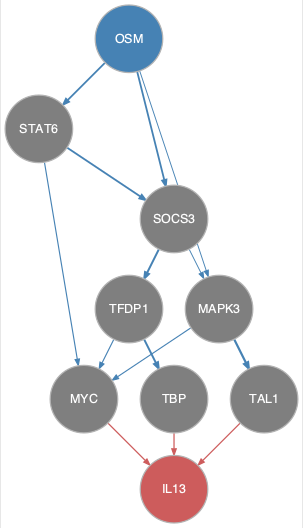 OSM
STAT6
SOCS3
TFDP1
MAPK3
MYC
TBP
TAL1
IL13